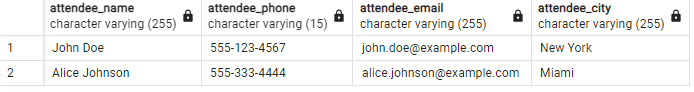 attendee_name attendee_phone attendee_email attendee_city
character varying (255) character varying (15) character varying (255) character varying (255)
1 John Doe 555-123-4567 john.doe@example.com New York
2 Alice Johnson 555-333-4444 alice.johnson@example.com Miami